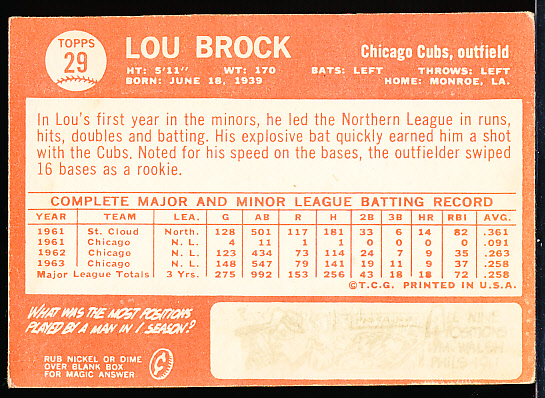 TOPPS
29
LOU BROCK
Chicago Cubs, outfield
HT: 5'11" WT: 170 BATS: LEFT THROWS: LEFT
BORN: JUNE 18, 1939 HOME: MONROE, LA.
In Lou's first year in the minors, he led the Northern League in runs,
hits, doubles and batting. His explosive bat quickly earned him a shot
with the Cubs. Noted for his speed on the bases, the outfielder swiped
16 bases as a rookie.
COMPLETE MAJOR AND MINOR LEAGUE BATTING RECORD
YEAR TEAM LEA. G AB R H 2B 3B HR RBI AVG.
1961 St. Cloud North. 128 501 117 181 33 6 14 82 .361
1961 Chicago N. L. 4 11 1 1 0 0 0 0 .091
1962 Chicago N. L. 123 434 73 114 24 7 9 35 .263
1963 Chicago N. L. 148 547 79 141 19 11 9 37 .258
Major League Totals 3 Yrs. 275 992 153 256 43 18 18 72 .258
©T.C.G. PRINTED IN U.S.A.
WHAT WAS THE MOST POSITIONS
PLAYED BY A MAN IN 1 SEASON?
RUB NICKEL OR DIME
OVER BLANK BOX
FOR MAGIC ANSWER